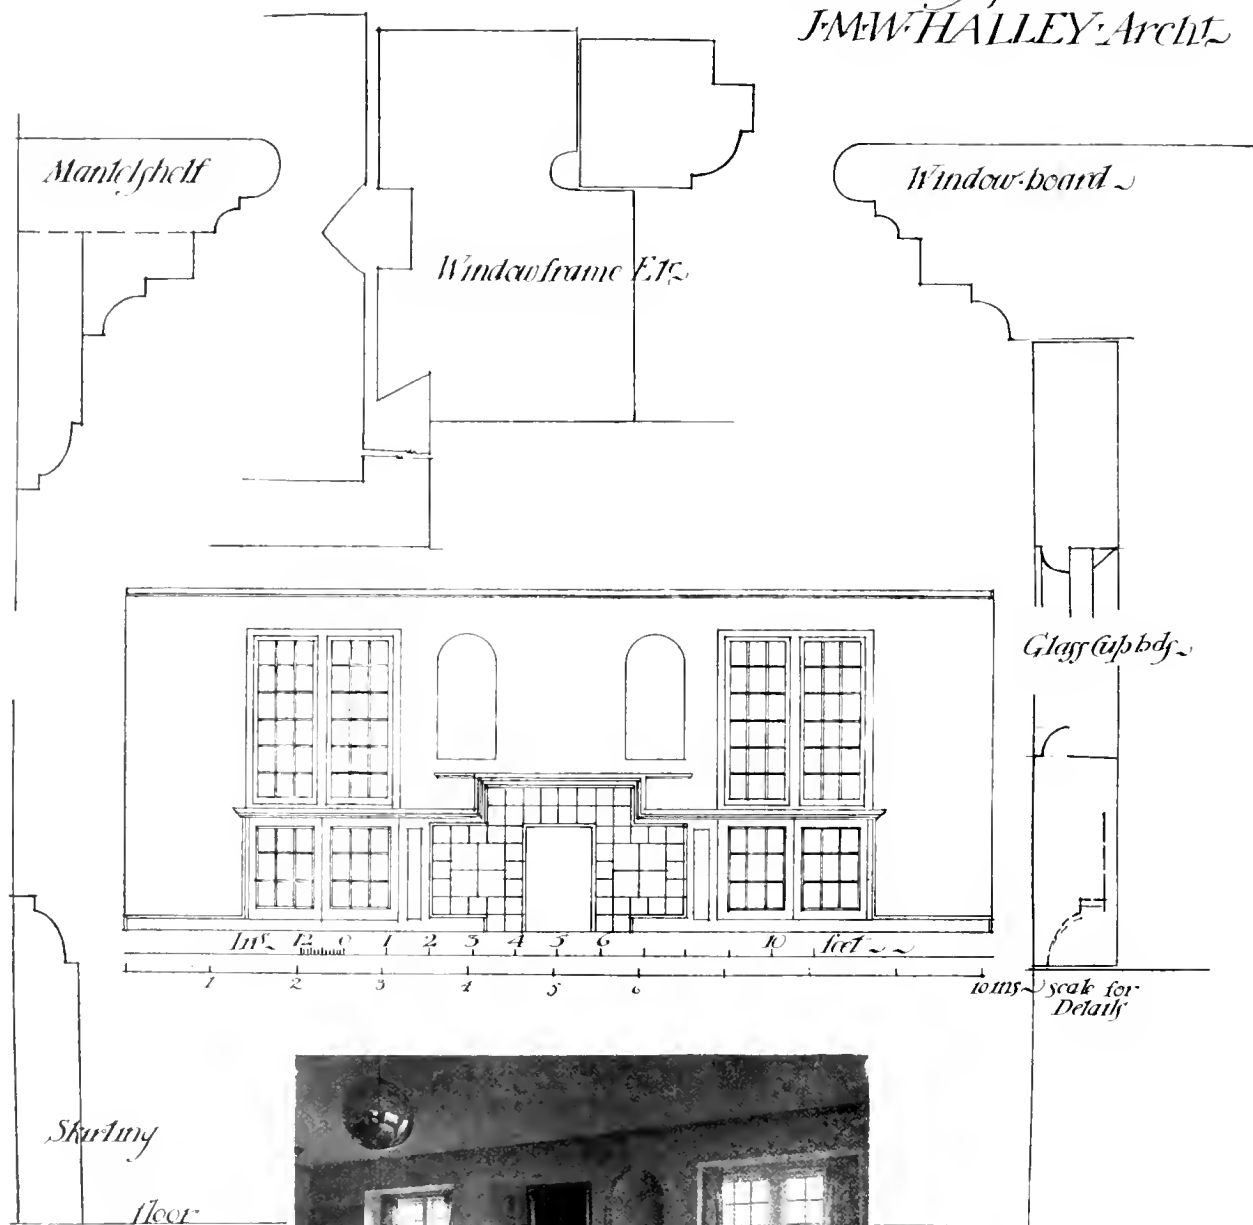 J·M·W·HALLEY·Archt
Mantelshelf
Window·board
Windowframe Etc
Glass Cupbds
Ins 12 0 1 2 3 4 5 6 10 feet
1 2 3 4 5 6 10 ins scale for
Details
Skirting
floor